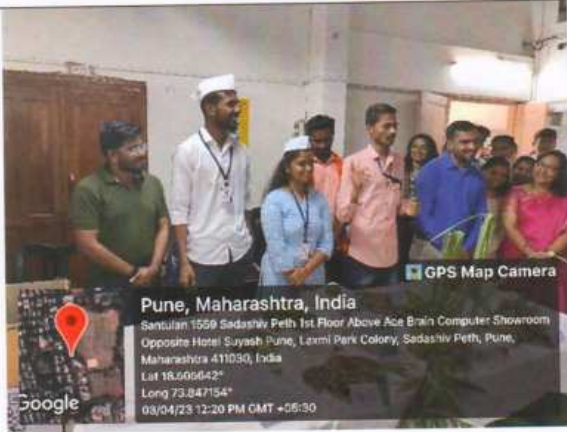 GPS Map Camera
Pune, Maharashtra, India
Santulan 1559 Sadashiv Peth 1st Floor Above Ace Brain Computer Showroom
Opposite Hotel Suyash Pune, Laxmi Park Colony, Sadashiv Peth, Pune,
Maharashtra 411030, India
Lat 18.505642°
Long 73.847154°
03/04/23 12:20 PM GMT +05:30
Google